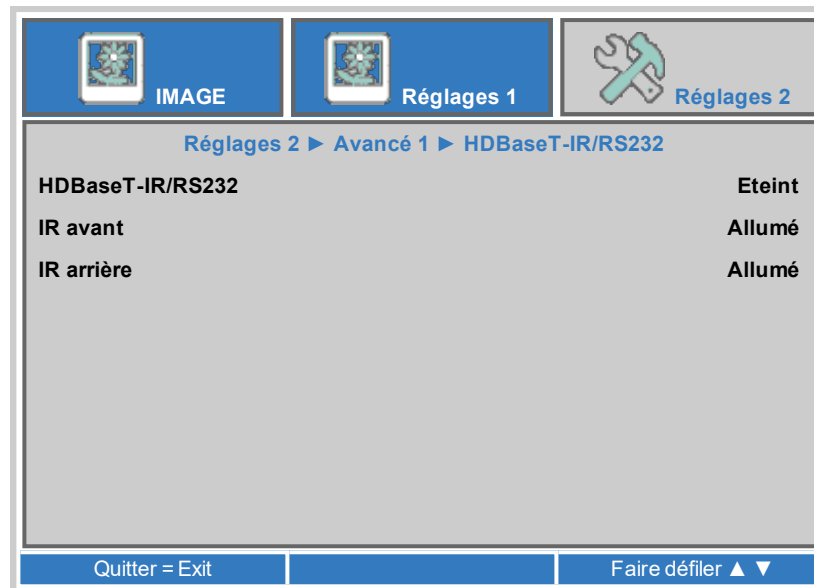 IMAGE
Réglages 1
Réglages 2
Réglages 2 ► Avancé 1 ► HDBaseT-IR/RS232
HDBaseT-IR/RS232 Eteint
IR avant Allumé
IR arrière Allumé
Quitter = Exit Faire défiler ▲ ▼